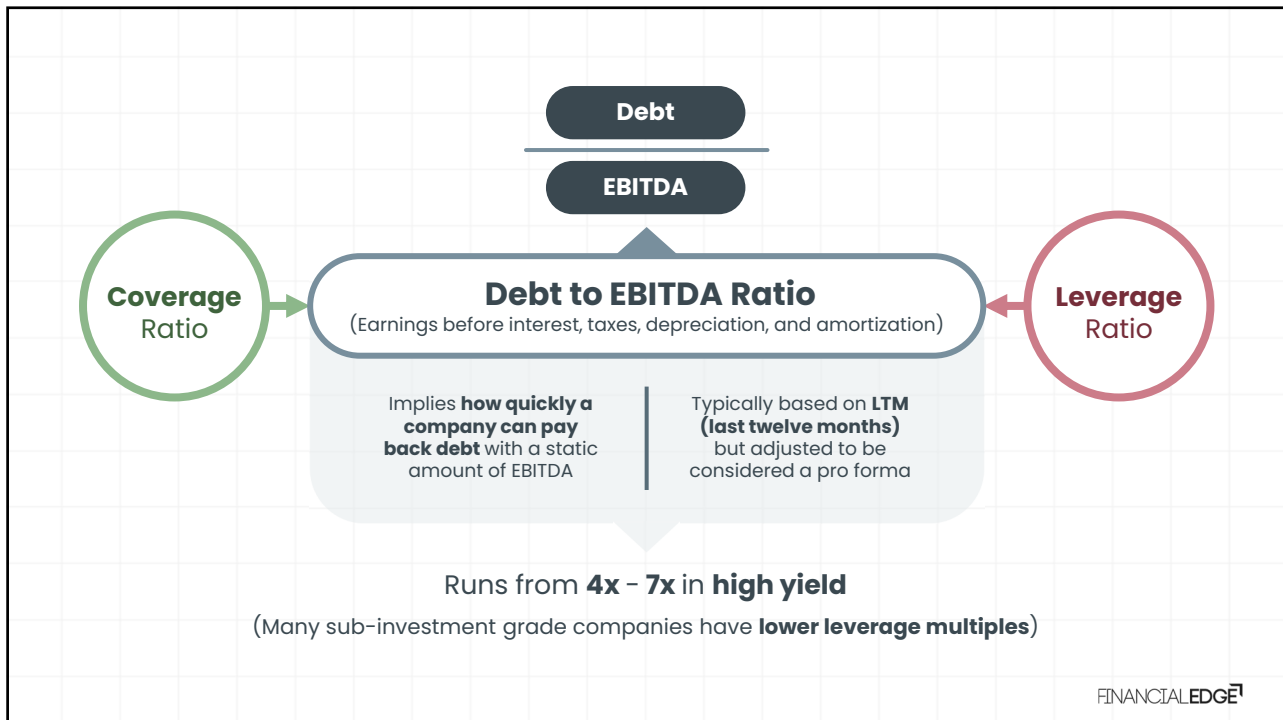 Debt
EBITDA
Coverage
Ratio
Debt to EBITDA Ratio
(Earnings before interest, taxes, depreciation, and amortization)
Leverage
Ratio
Implies how quickly a
company can pay
back debt with a static
amount of EBITDA
Typically based on LTM
(last twelve months)
but adjusted to be
considered a pro forma
Runs from 4x - 7x in high yield
(Many sub-investment grade companies have lower leverage multiples)
FINANCIALEDGE